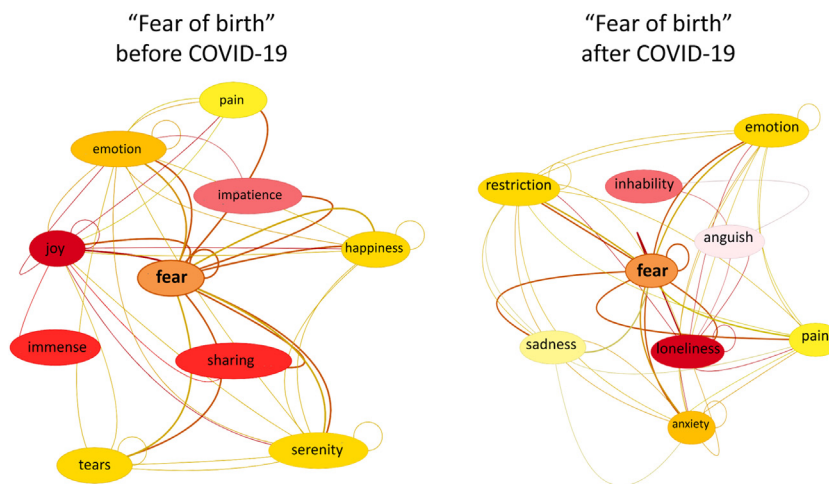 “Fear of birth”
before COVID-19
pain
emotion
impatience
joy
happiness
fear
immense
sharing
serenity
tears
“Fear of birth”
after COVID-19
emotion
restriction
inhability
anguish
fear
pain
sadness
loneliness
anxiety